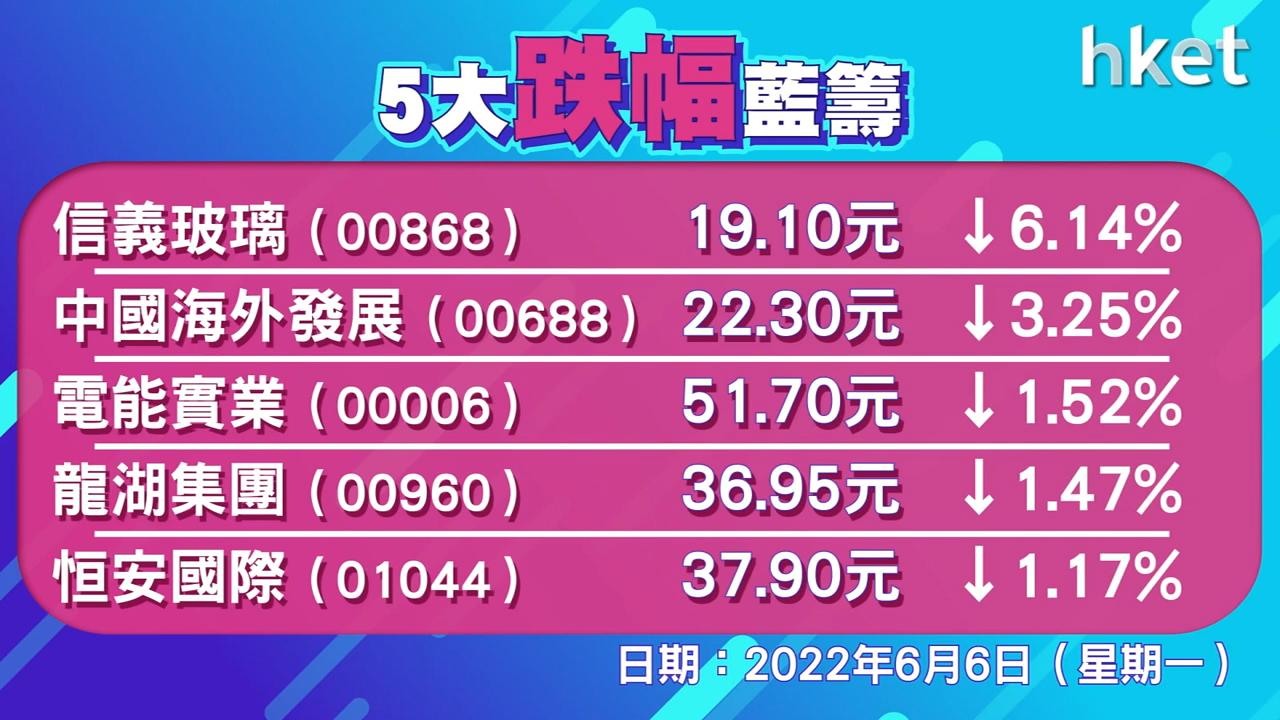 hket
5大跌幅藍籌
信義玻璃（00868） 19.10元 ↓6.14%
中國海外發展（00688） 22.30元 ↓3.25%
電能實業（00006） 51.70元 ↓1.52%
龍湖集團（00960） 36.95元 ↓1.47%
恒安國際（01044） 37.90元 ↓1.17%
日期：2022年6月6日（星期一）